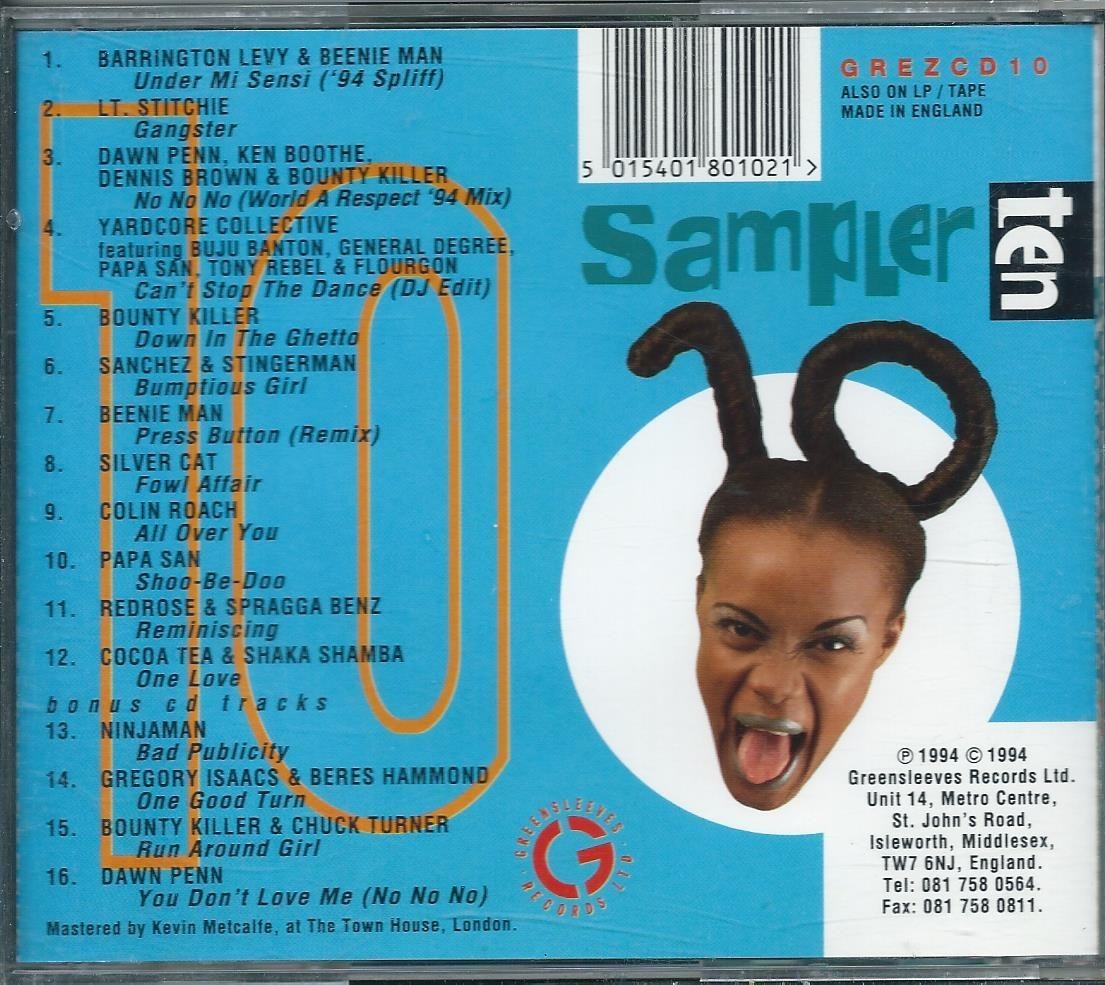 1. BARRINGTON LEVY & BEENIE MAN
Under Mi Sensi ('94 Spliff)
2. LT. STITCHIE
Gangster
3. DAWN PENN, KEN BOOTHE,
DENNIS BROWN & BOUNTY KILLER
No No No (World A Respect '94 Mix)
4. YARDCORE COLLECTIVE
featuring BUJU BANTON, GENERAL DEGREE,
PAPA SAN, TONY REBEL & FLOURGON
Can't Stop The Dance (DJ Edit)
5. BOUNTY KILLER
Down In The Ghetto
6. SANCHEZ & STINGERMAN
Bumptious Girl
7. BEENIE MAN
Press Button (Remix)
8. SILVER CAT
Fowl Affair
9. COLIN ROACH
All Over You
10. PAPA SAN
Shoo-Be-Doo
11. REDROSE & SPRAGGA BENZ
Reminiscing
12. COCOA TEA & SHAKA SHAMBA
One Love
bonus cd tracks
13. NINJAMAN
Bad Publicity
14. GREGORY ISAACS & BERES HAMMOND
One Good Turn
15. BOUNTY KILLER & CHUCK TURNER
Run Around Girl
16. DAWN PENN
You Don't Love Me (No No No)
Mastered by Kevin Metcalfe, at The Town House, London.
10
5 015401 801021 >
GREZCD10
ALSO ON LP / TAPE
MADE IN ENGLAND
sampler
ten
GREENSLEEVES
RECORDS LTD
G
℗ 1994 © 1994
Greensleeves Records Ltd.
Unit 14, Metro Centre,
St. John's Road,
Isleworth, Middlesex,
TW7 6NJ, England.
Tel: 081 758 0564.
Fax: 081 758 0811.